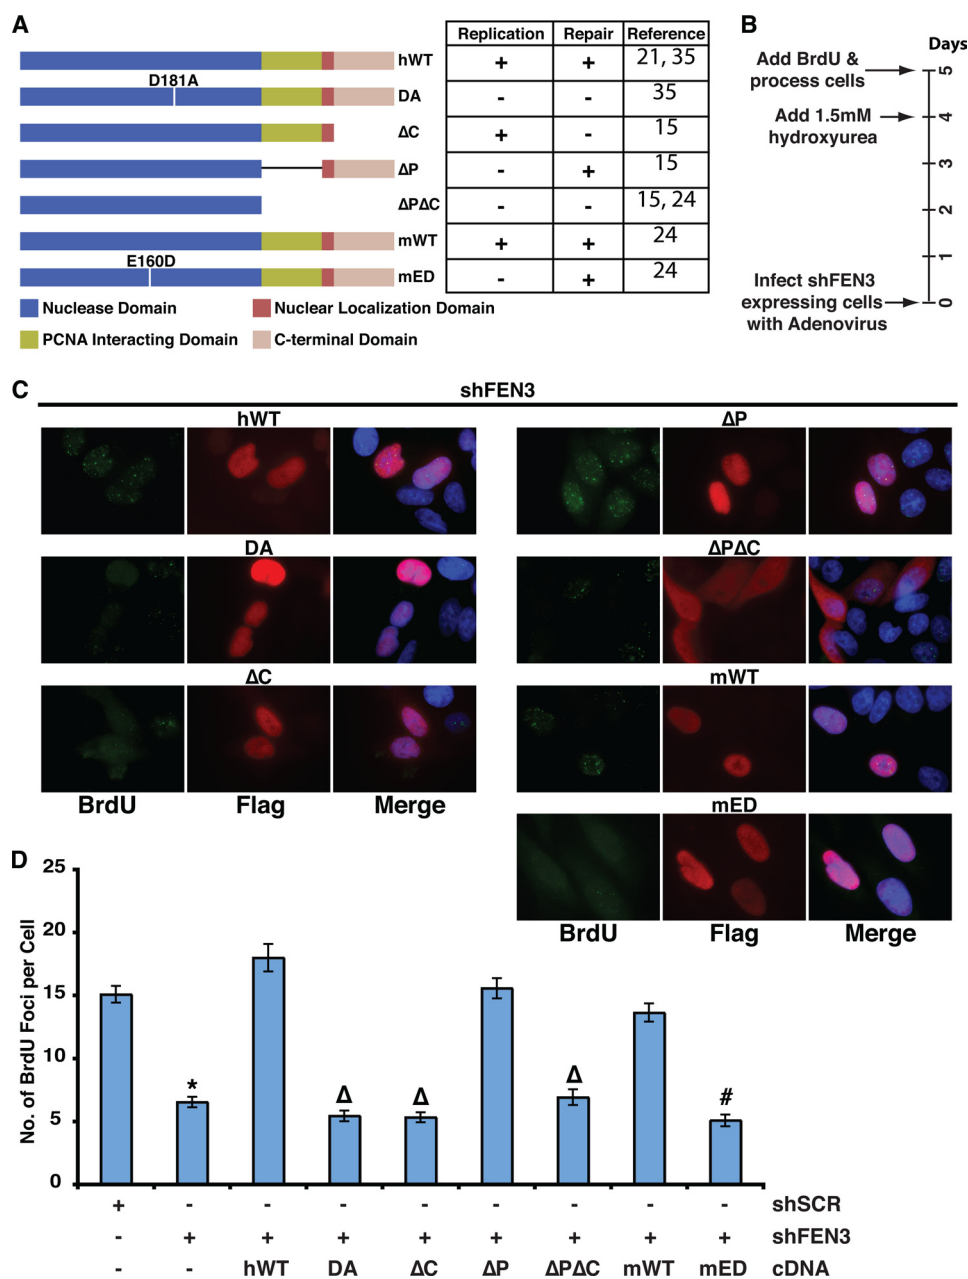 A
Replication Repair Reference
hWT + + 21, 35
D181A
DA - - 35
ΔC + - 15
ΔP - + 15
ΔPΔC - - 15, 24
mWT + + 24
E160D
mED - + 24
Nuclease Domain
Nuclear Localization Domain
PCNA Interacting Domain
C-terminal Domain
B
Days
Add BrdU &
process cells
5
Add 1.5mM
hydroxyurea
4
3
2
1
Infect shFEN3
expressing cells
with Adenovirus
0
C
shFEN3
hWT
ΔP
DA
ΔPΔC
ΔC
mWT
BrdU Flag Merge
mED
BrdU Flag Merge
D
No. of BrdU Foci per Cell
25
20
15
10
5
0
*
Δ
Δ
Δ
#
+ - - - - - - - - shSCR
- + + + + + + + + shFEN3
- - hWT DA ΔC ΔP ΔPΔC mWT mED cDNA